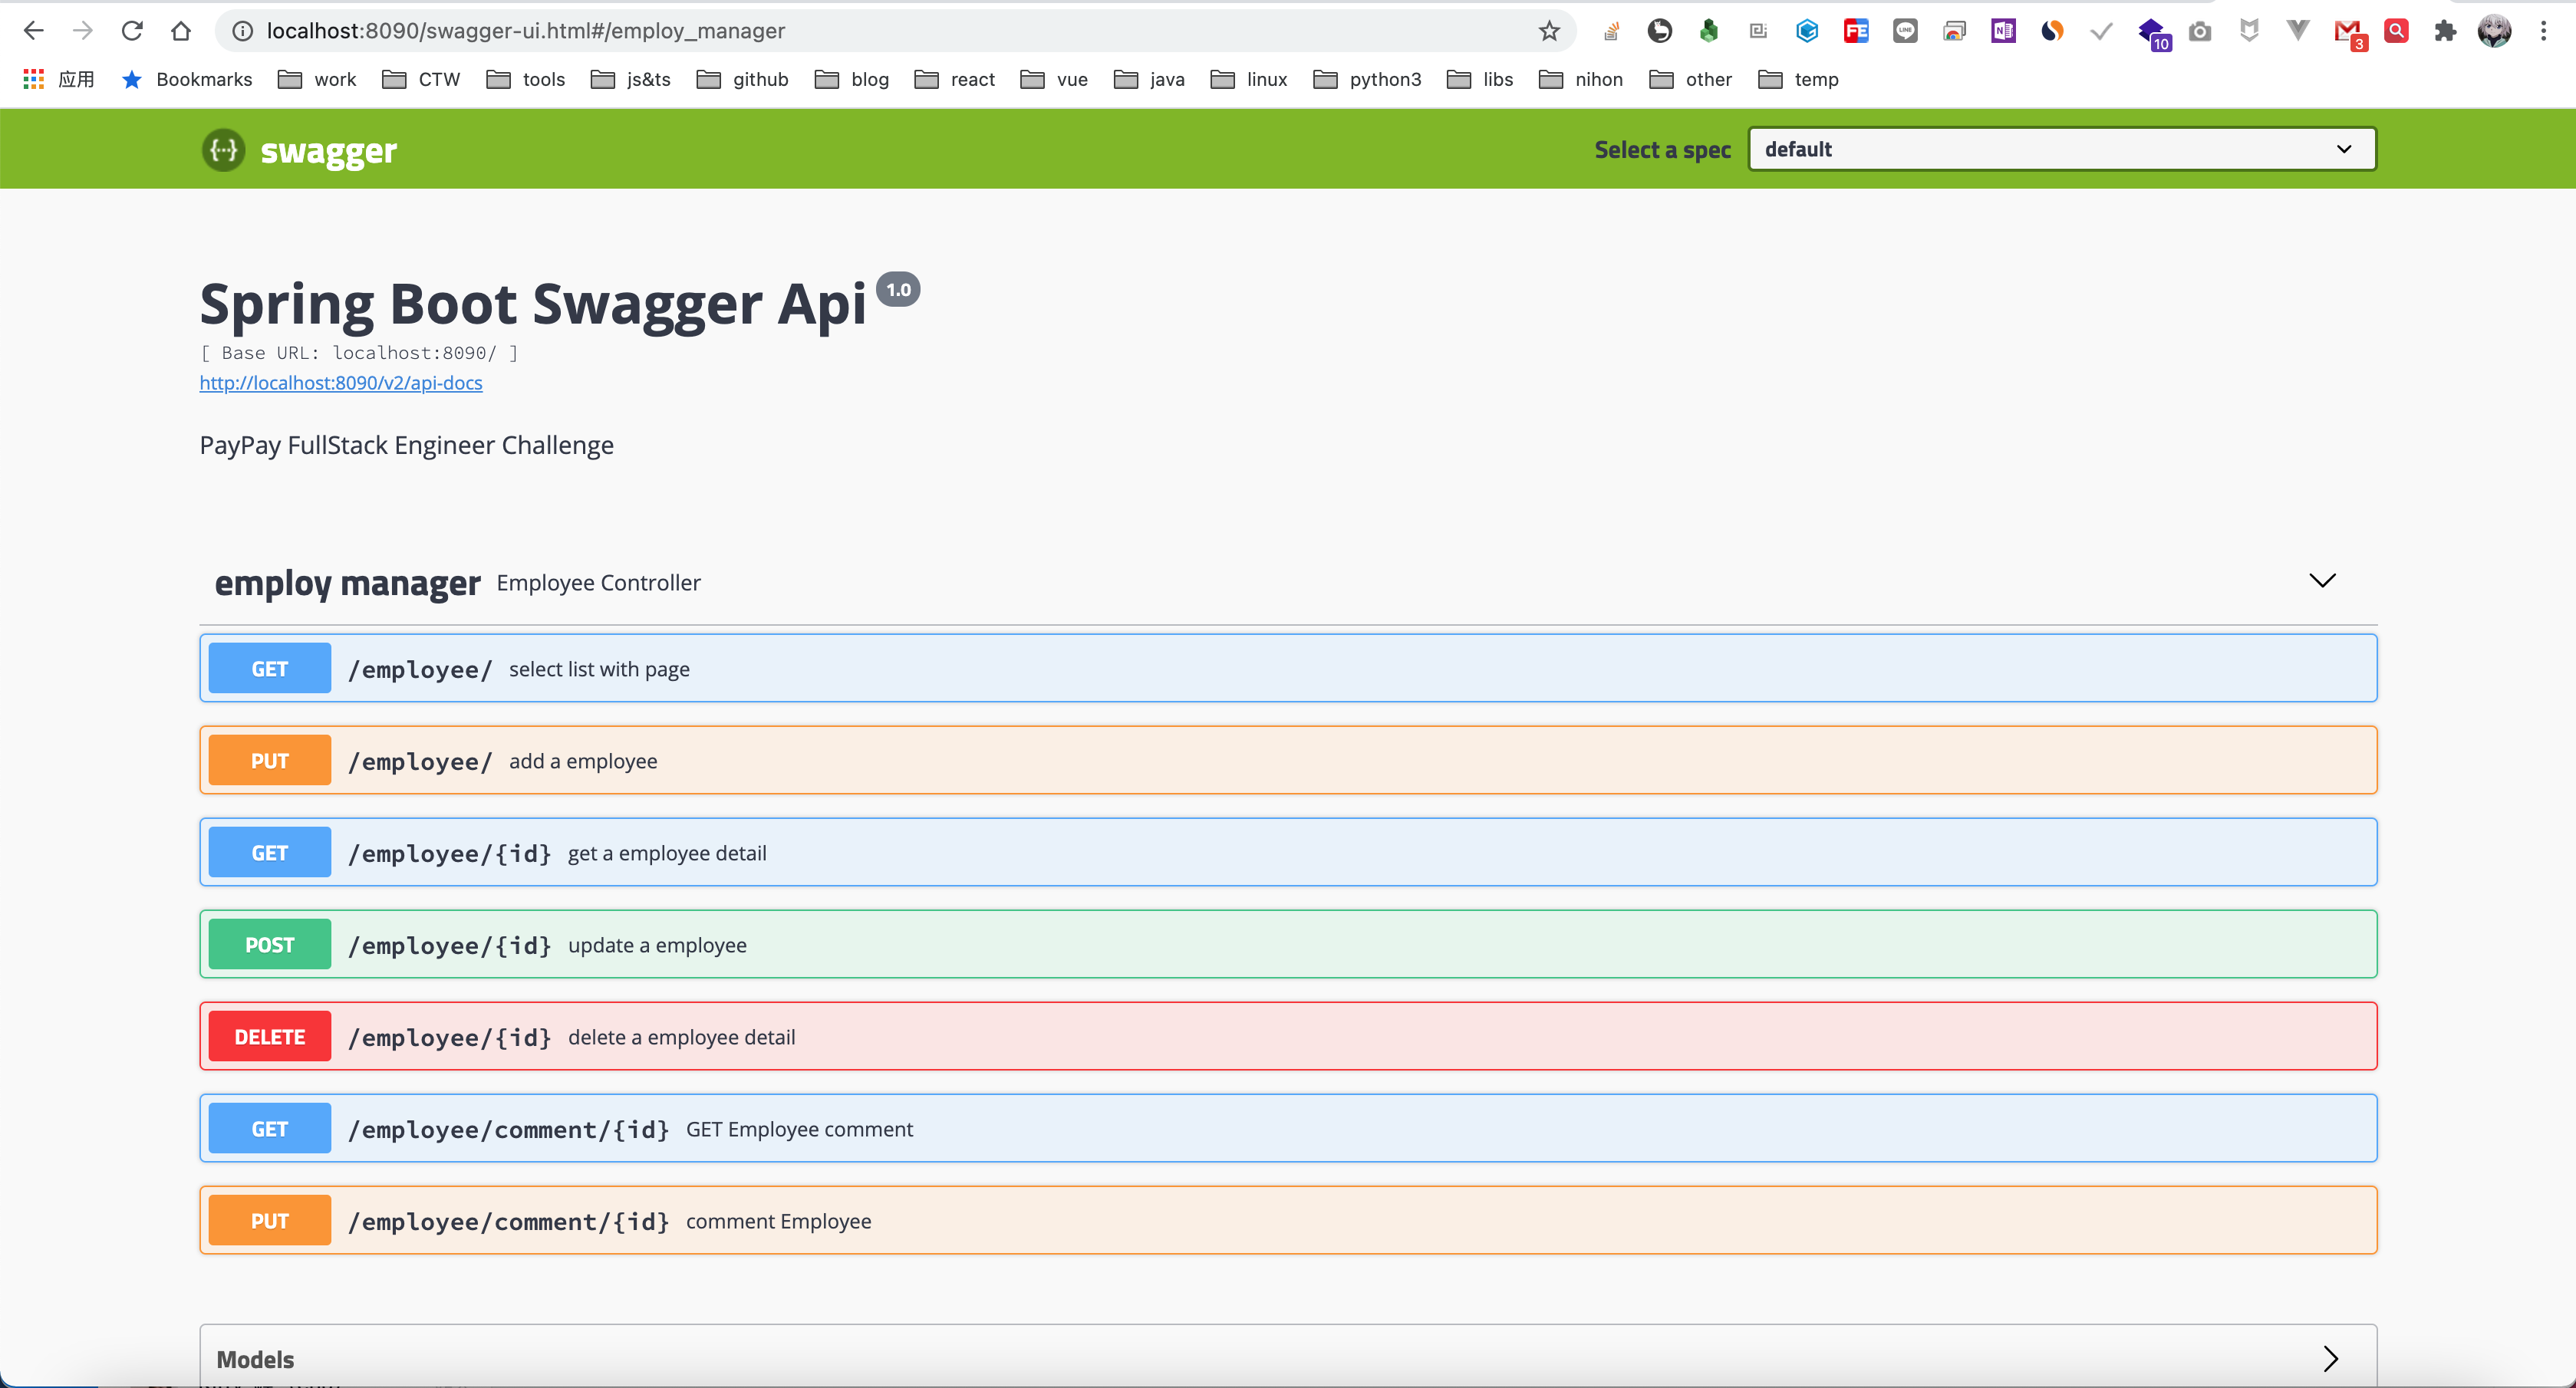 localhost:8090/swagger-ui.html#/employ_manager
10
3
应用 Bookmarks work CTW tools js&ts github blog react vue java linux python3 libs nihon other temp
{···} swagger Select a spec default
Spring Boot Swagger Api 1.0
[ Base URL: localhost:8090/ ]
http://localhost:8090/v2/api-docs
PayPay FullStack Engineer Challenge
employ manager Employee Controller
GET /employee/ select list with page
PUT /employee/ add a employee
GET /employee/{id} get a employee detail
POST /employee/{id} update a employee
DELETE /employee/{id} delete a employee detail
GET /employee/comment/{id} GET Employee comment
PUT /employee/comment/{id} comment Employee
Models